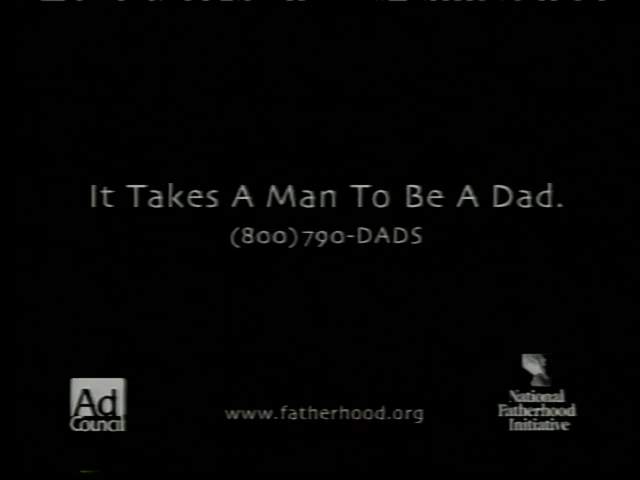 It Takes A Man To Be A Dad.
(800)790-DADS
Ad
Council
www.fatherhood.org
National
Fatherhood
Initiative